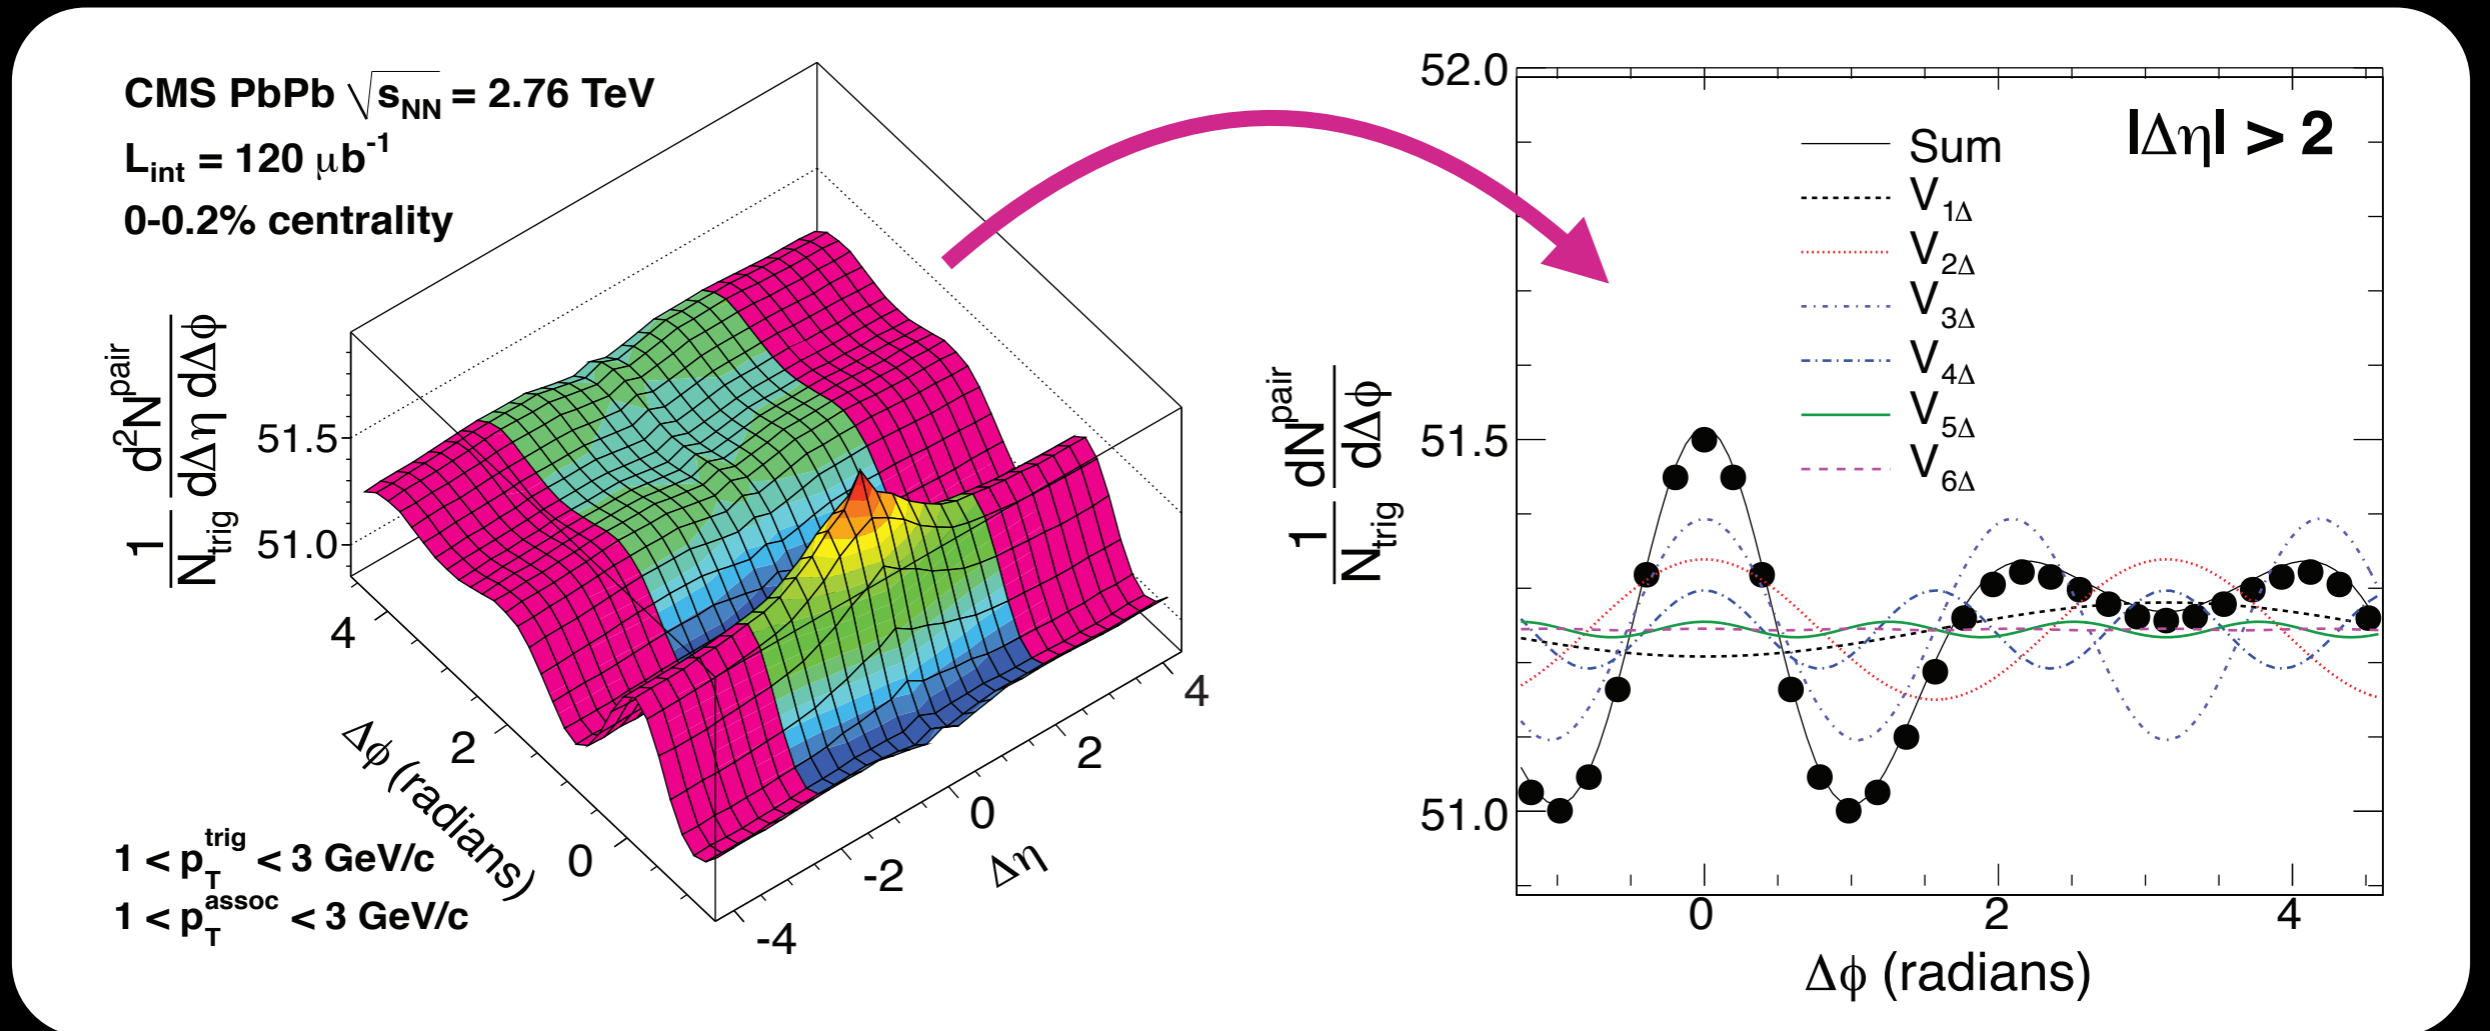 CMS PbPb √sNN = 2.76 TeV
Lint = 120 μb-1
0-0.2% centrality
1 d2Npair
Ntrig dΔη dΔφ
51.5
51.0
4
2
0
Δφ (radians)
-4
-2
0
2
4
Δη
1 < pTtrig < 3 GeV/c
1 < pTassoc < 3 GeV/c
52.0
51.5
51.0
1 dNpair
Ntrig dΔφ
|Δη| > 2
Sum
V1Δ
V2Δ
V3Δ
V4Δ
V5Δ
V6Δ
0
2
4
Δφ (radians)